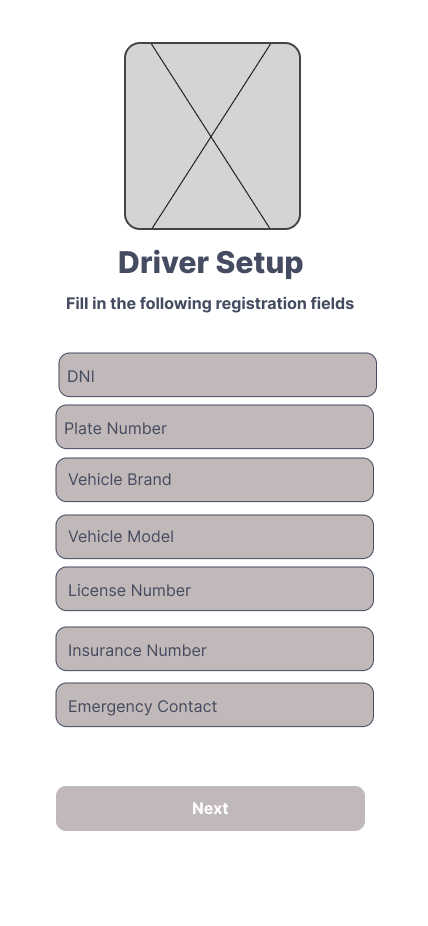 Driver Setup
Fill in the following registration fields
DNI
Plate Number
Vehicle Brand
Vehicle Model
License Number
Insurance Number
Emergency Contact
Next